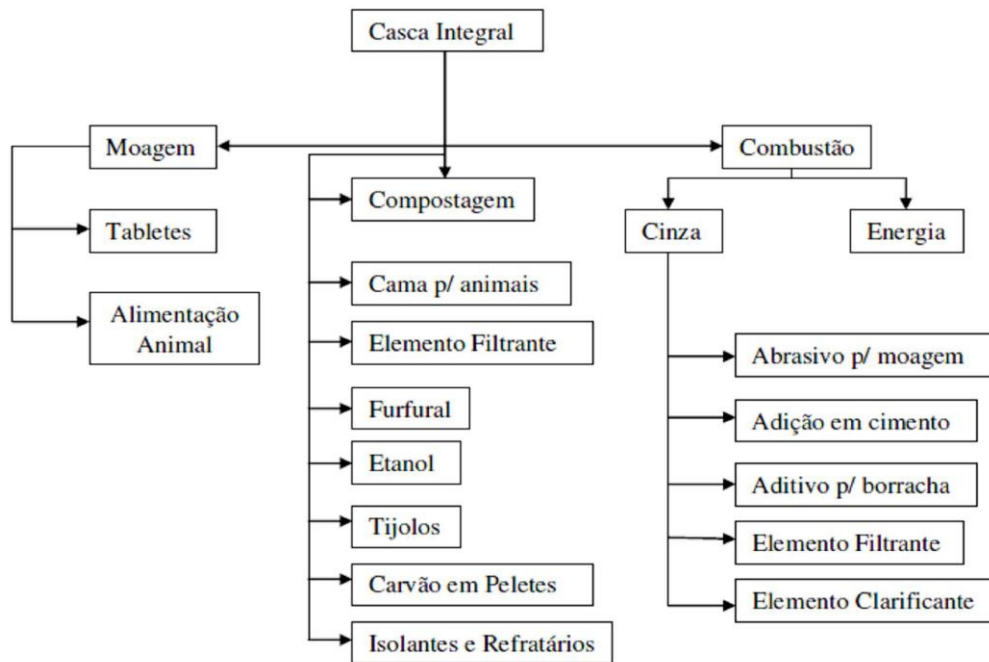 Casca Integral
Moagem
Combustão
Compostagem
Tabletes
Cinza
Energia
Cama p/ animais
Alimentação
Animal
Elemento Filtrante
Abrasivo p/ moagem
Furfural
Adição em cimento
Etanol
Aditivo p/ borracha
Tijolos
Elemento Filtrante
Carvão em Peletes
Elemento Clarificante
Isolantes e Refratários